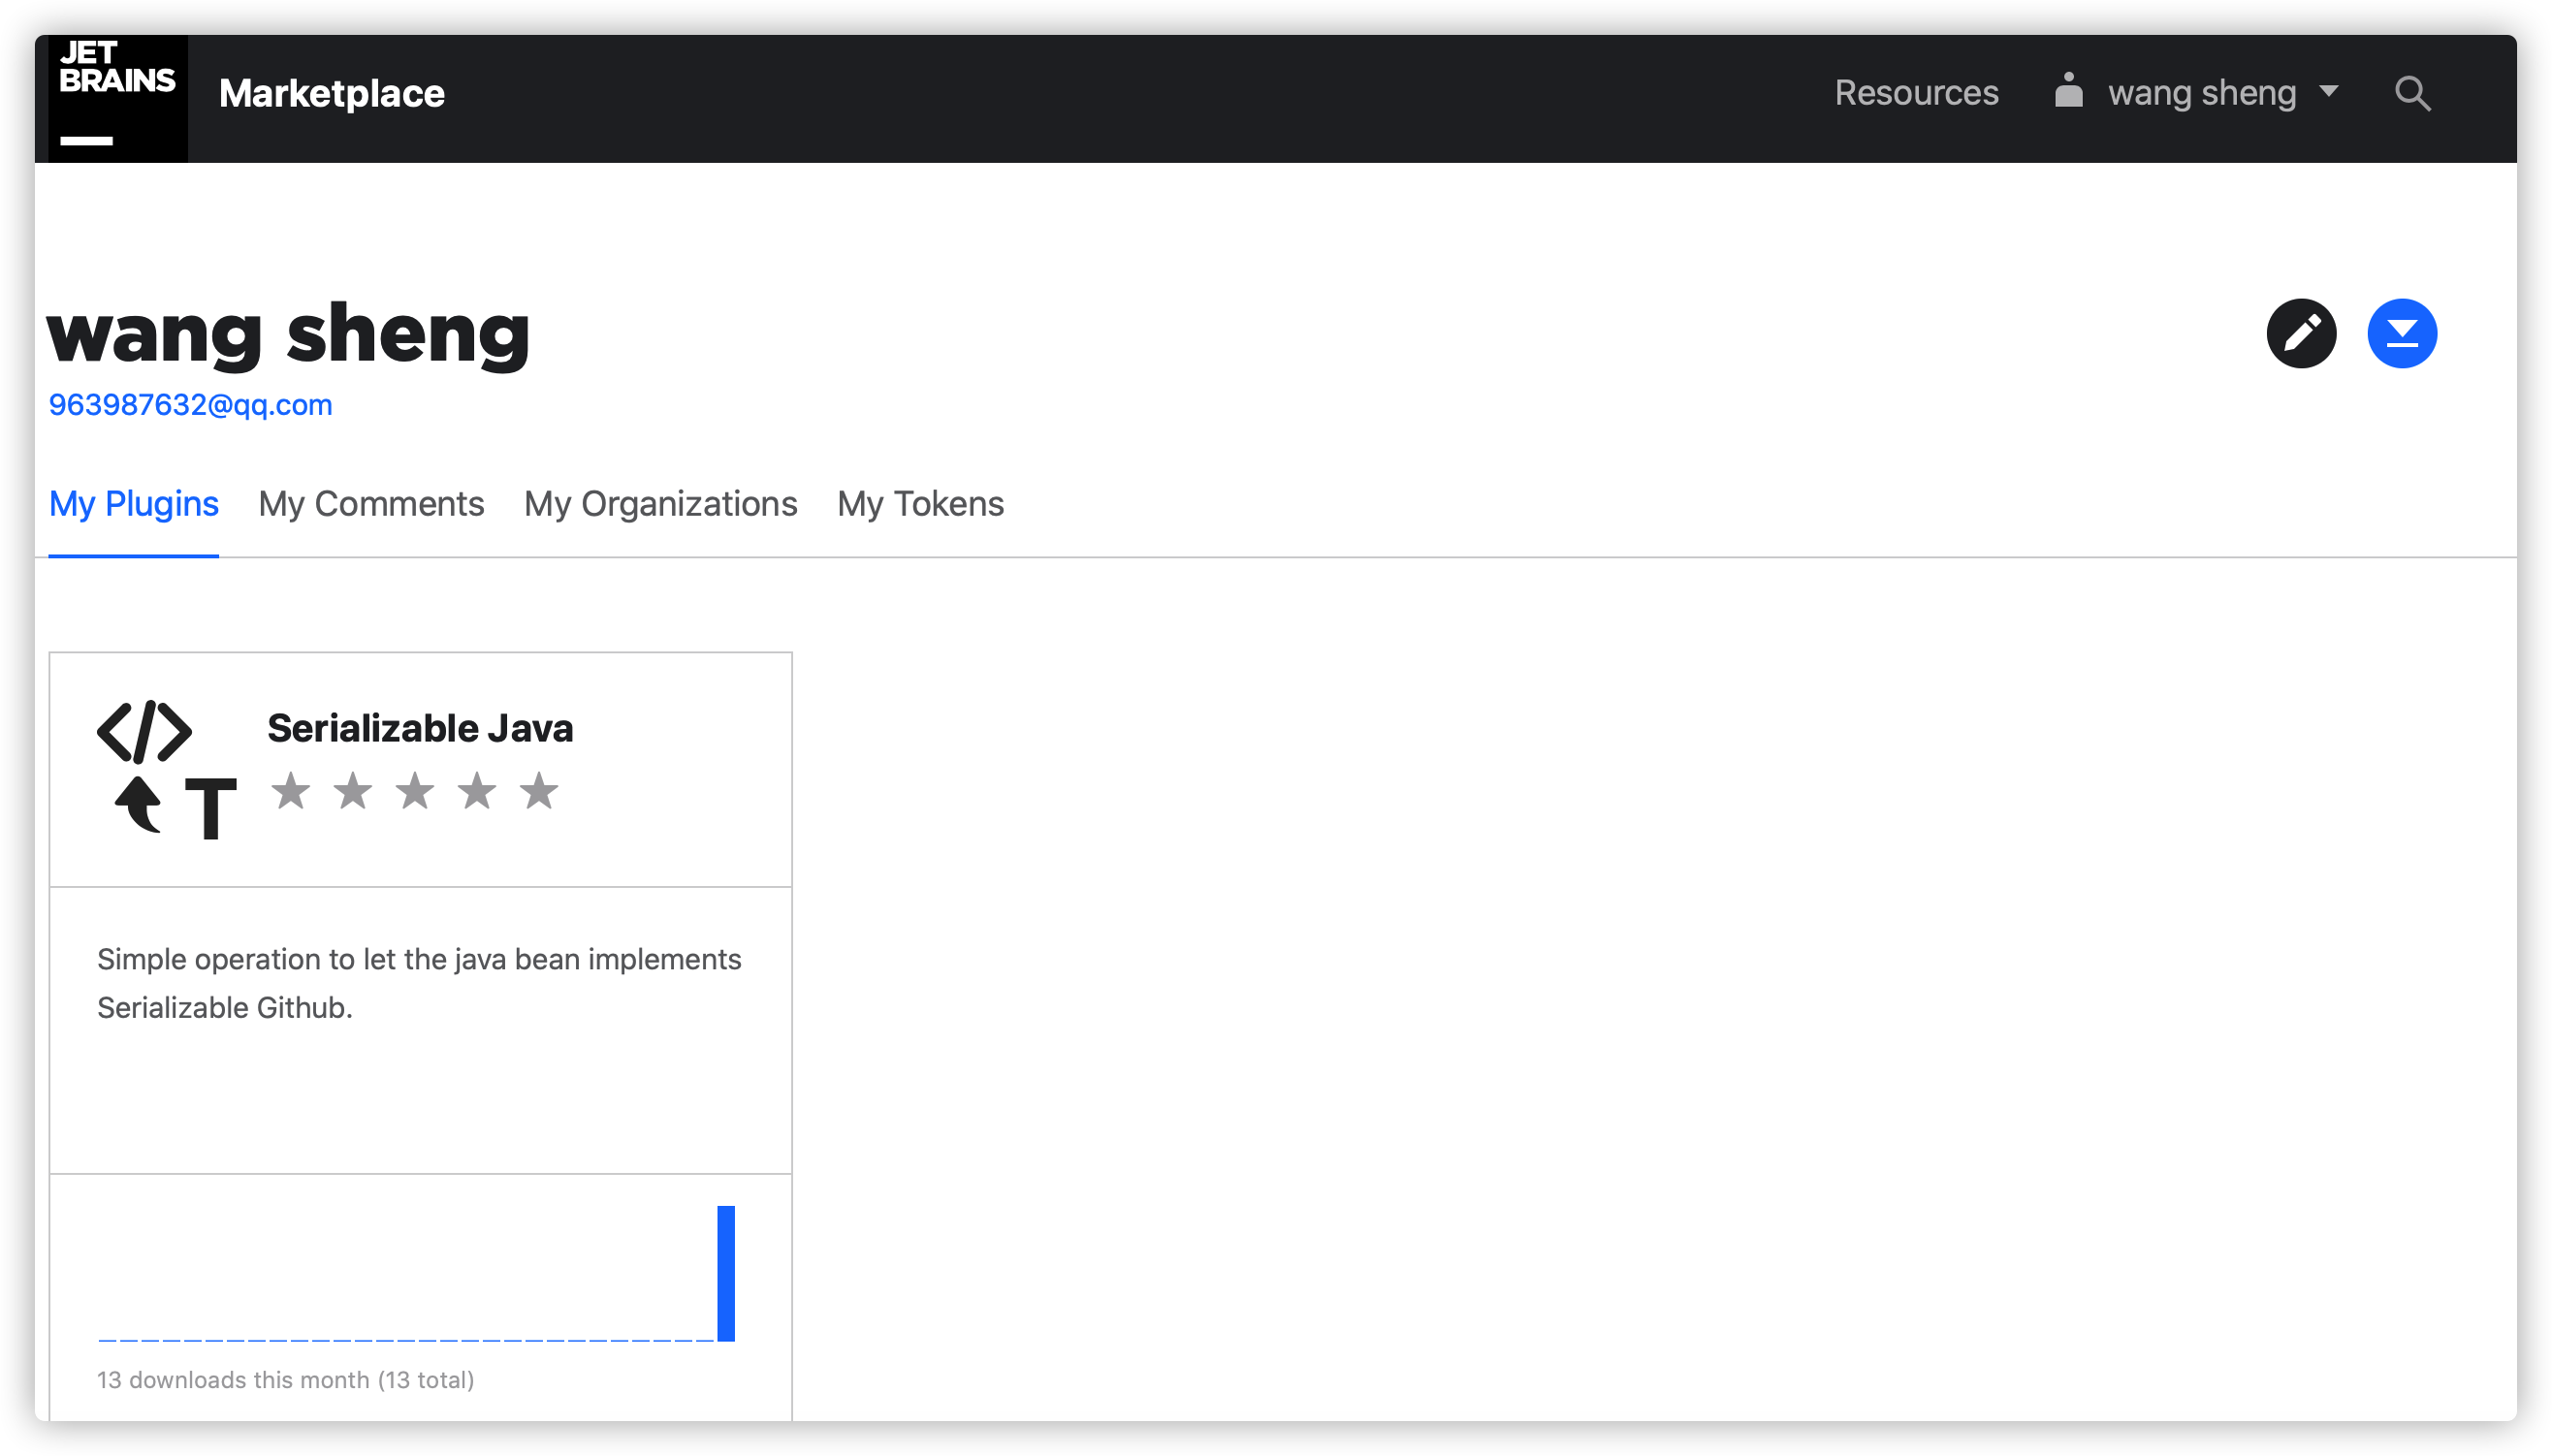 JET
BRAINS
Marketplace
Resources
wang sheng
wang sheng
963987632@qq.com
My Plugins
My Comments
My Organizations
My Tokens
Serializable Java
T
Simple operation to let the java bean implements
Serializable Github.
13 downloads this month (13 total)